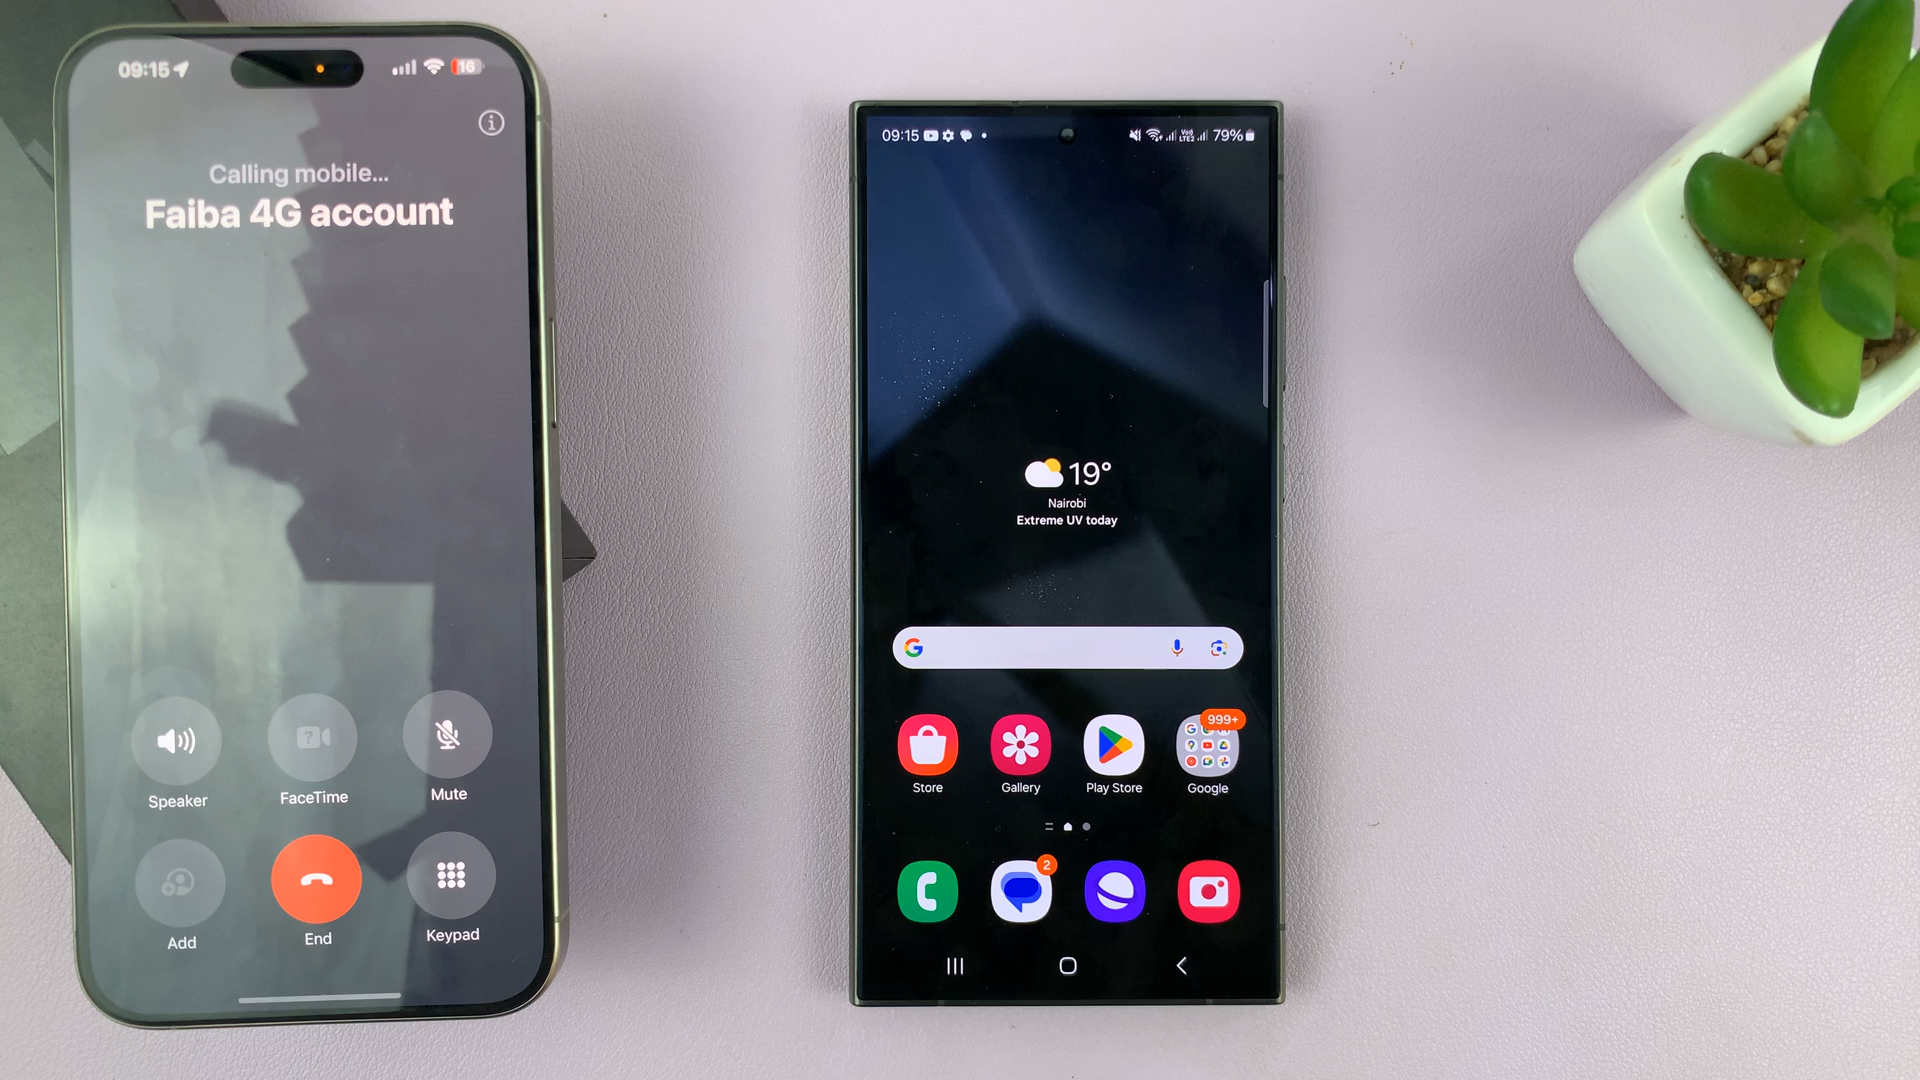 09:15
16
Calling mobile...
Faiba 4G account
Speaker
FaceTime
Mute
Add
End
Keypad
09:15
79%
19°
Nairobi
Extreme UV today
G
999+
Store
Gallery
Play Store
Google
2